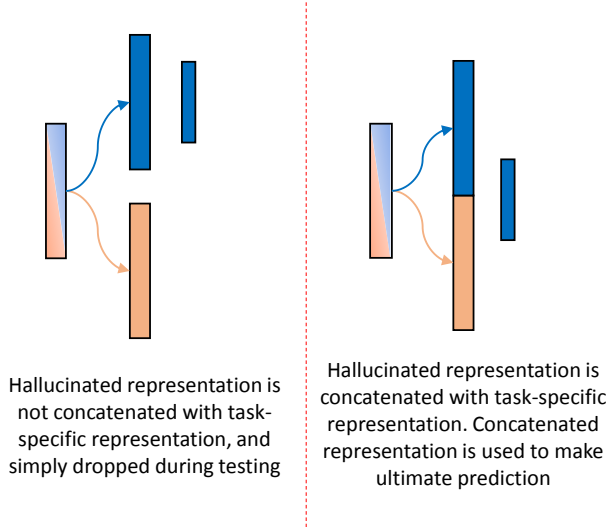 Hallucinated representation is
not concatenated with task-
specific representation, and
simply dropped during testing
Hallucinated representation is
concatenated with task-specific
representation. Concatenated
representation is used to make
ultimate prediction